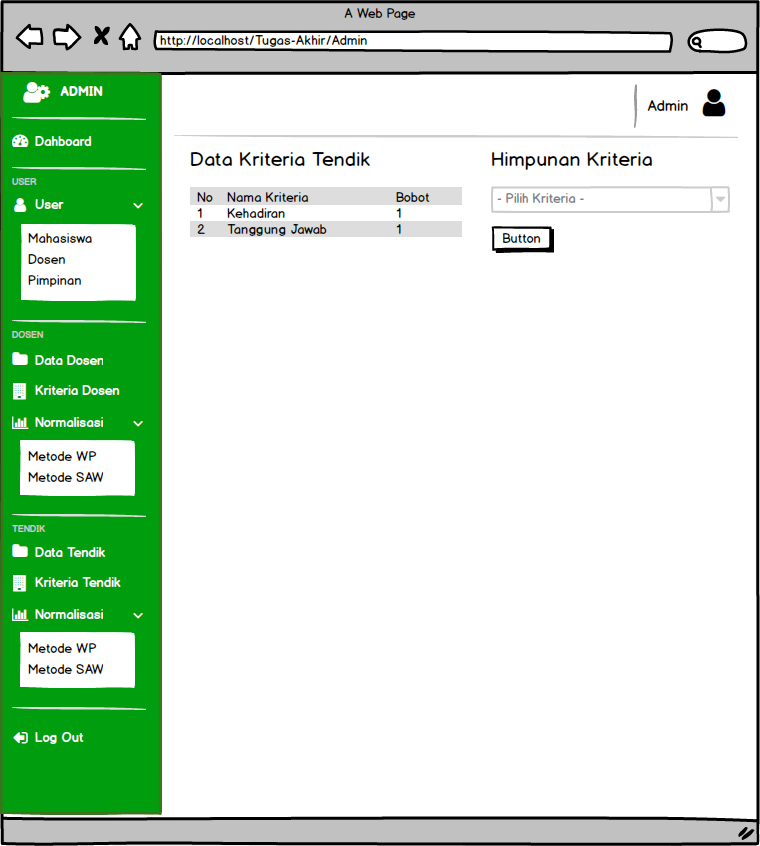 A Web Page
http://localhost/Tugas-Akhir/Admin
ADMIN
Dahboard
USER
User
Mahasiswa
Dosen
Pimpinan
DOSEN
Data Dosen
Kriteria Dosen
Normalisasi
Metode WP
Metode SAW
TENDIK
Data Tendik
Kriteria Tendik
Normalisasi
Metode WP
Metode SAW
Log Out
Admin
Data Kriteria Tendik
No Nama Kriteria Bobot
1 Kehadiran 1
2 Tanggung Jawab 1
Himpunan Kriteria
- Pilih Kriteria -
Button